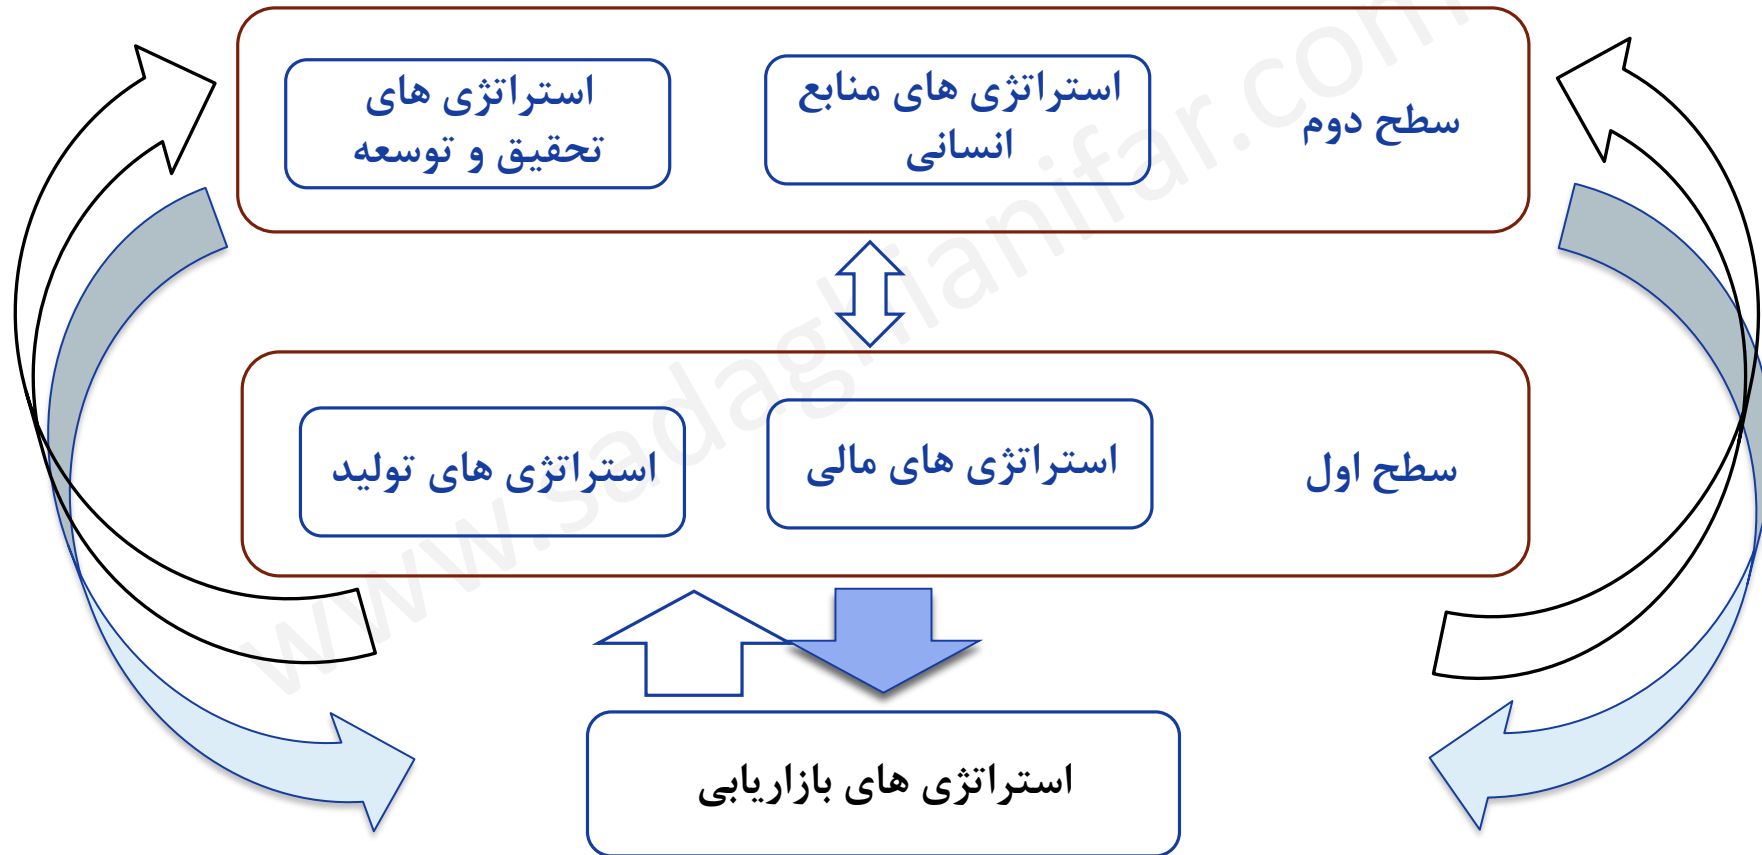 سطح دوم
استراتژی های منابع
انسانی
استراتژی های
تحقیق و توسعه
سطح اول
استراتژی های مالی
استراتژی های تولید
استراتژی های بازاریابی
www.sadaghianifar.com